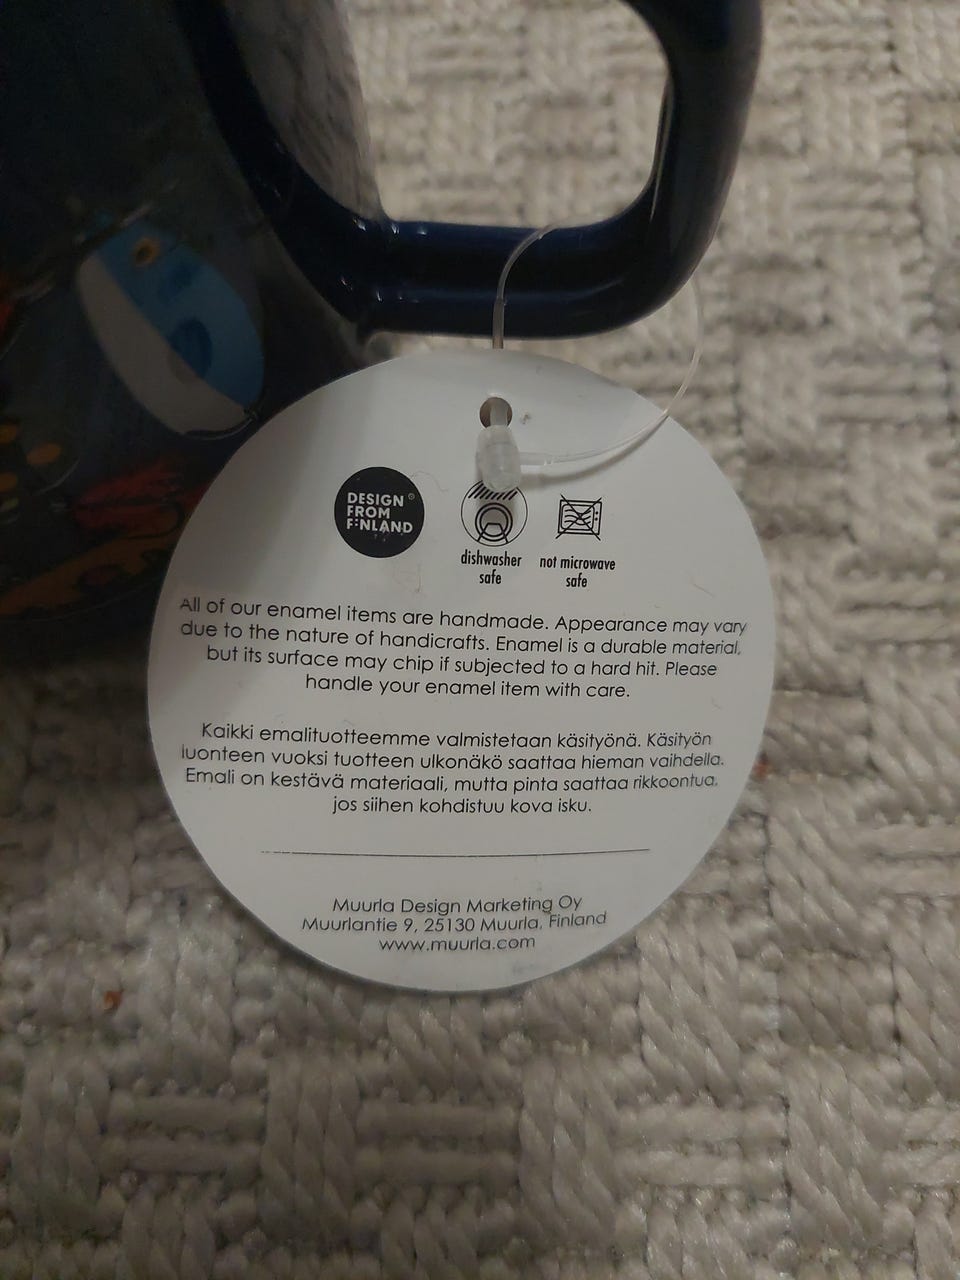 DESIGN
FROM
FINLAND
®
dishwasher
safe
not microwave
safe
All of our enamel items are handmade. Appearance may vary
due to the nature of handicrafts. Enamel is a durable material,
but its surface may chip if subjected to a hard hit. Please
handle your enamel item with care.
Kaikki emalituotteemme valmistetaan käsityönä. Käsityön
luonteen vuoksi tuotteen ulkonäkö saattaa hieman vaihdella.
Emali on kestävä materiaali, mutta pinta saattaa rikkoontua,
jos siihen kohdistuu kova isku.
Muurla Design Marketing Oy
Muurlantie 9, 25130 Muurla, Finland
www.muurla.com